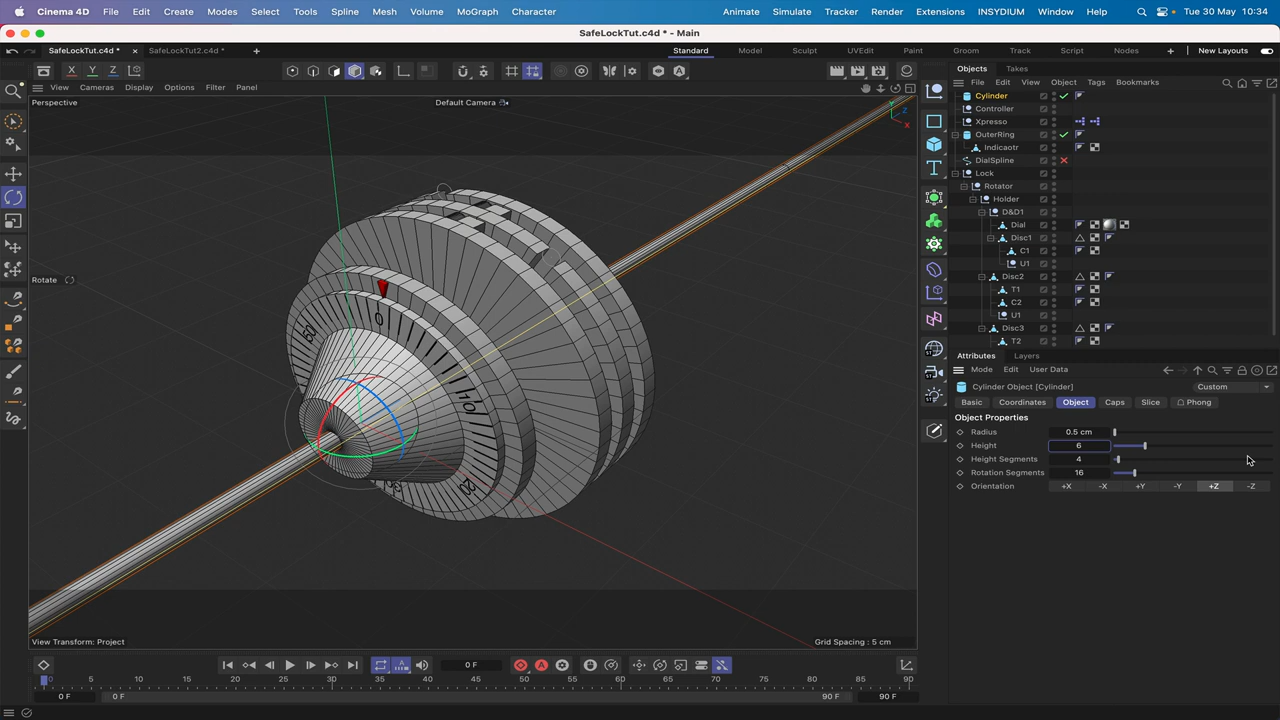 Cinema 4D File Edit Create Modes Select Tools Spline Mesh Volume MoGraph Character Animate Simulate Tracker Render Extensions INSYDIUM Window Help Tue 30 May 10:34
SafeLockTut.c4d * - Main
SafeLockTut.c4d * SafeLockTut2.c4d * Standard Model Sculpt UVEdit Paint Groom Track Script Nodes New Layouts
X Y Z
Objects Takes
View Cameras Display Options Filter Panel
File Edit View Object Tags Bookmarks
Perspective
Default Camera
Y
Z
X
Cylinder
Controller
Xpresso
OuterRing
Indicaotr
DialSpline
Lock
Rotator
Holder
D&D1
Dial
Disc1
C1
U1
Disc2
T1
C2
U1
Disc3
T2
Rotate
0
10
20
Attributes Layers
Mode Edit User Data
Cylinder Object [Cylinder] Custom
Basic Coordinates Object Caps Slice Phong
Object Properties
Radius 0.5 cm
Height 6
Height Segments 4
Rotation Segments 16
Orientation +X -X +Y -Y +Z -Z
View Transform: Project
Grid Spacing : 5 cm
0 F
0 5 10 15 20 25 30 35 40 45 50 55 60 65 70 75 80 85 90
0 F 0 F 90 F 90 F